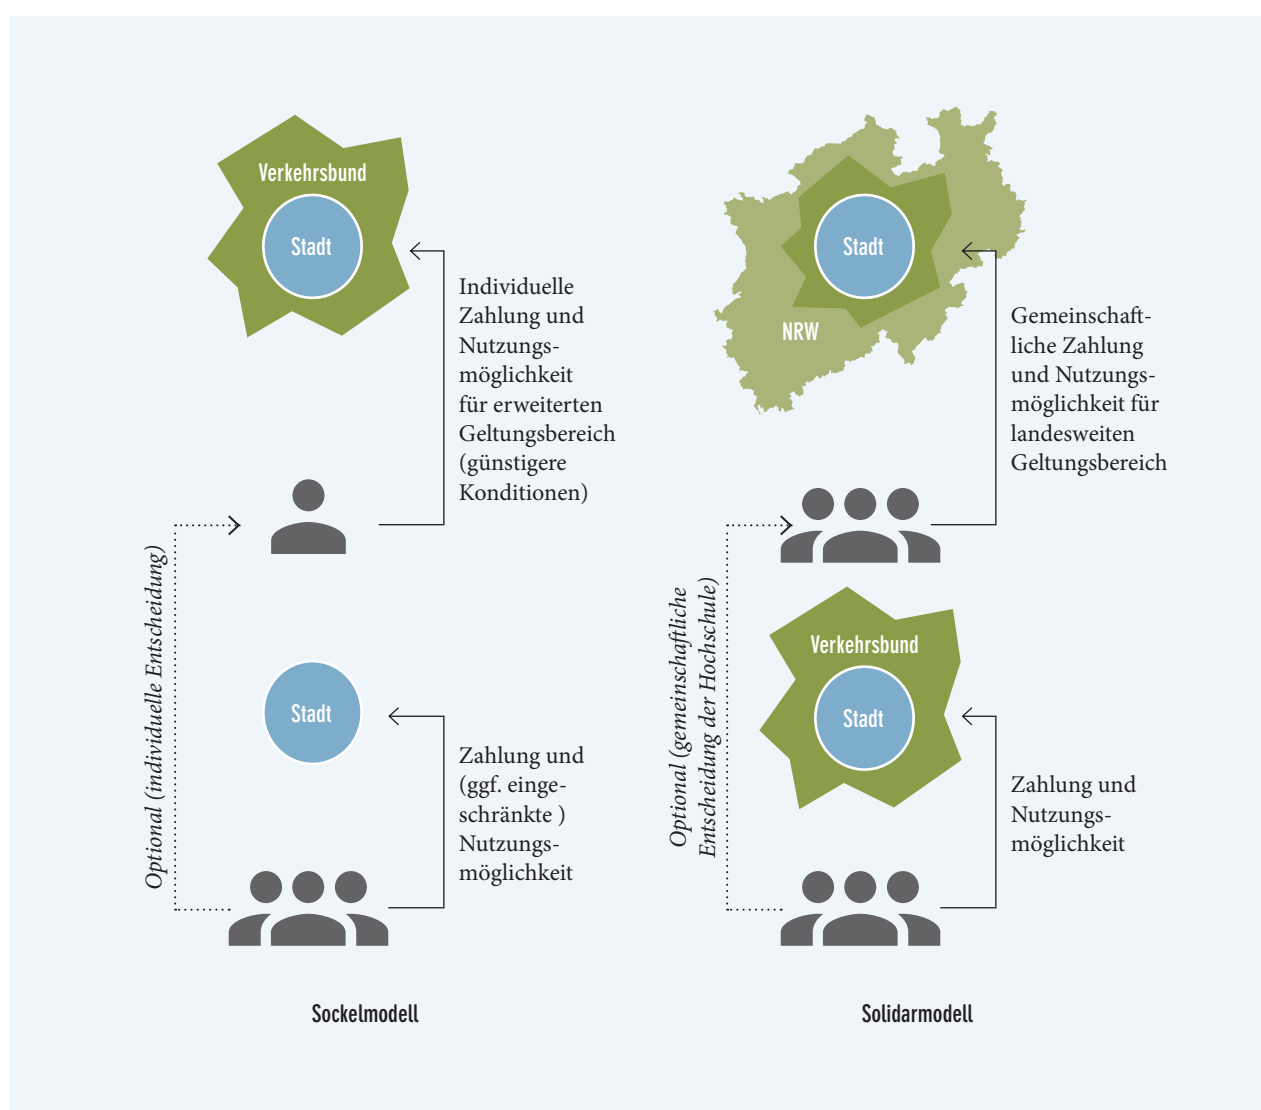 Verkehrsbund
Stadt
Individuelle
Zahlung und
Nutzungs-
möglichkeit
für erweiterten
Geltungsbereich
(günstigere
Konditionen)
Optional (individuelle Entscheidung)
Stadt
Zahlung und
(ggf. einge-
schränkte )
Nutzungs-
möglichkeit
Sockelmodell
Stadt
NRW
Gemeinschaft-
liche Zahlung
und Nutzungs-
möglichkeit für
landesweiten
Geltungsbereich
Optional (gemeinschaftliche
Entscheidung der Hochschule)
Verkehrsbund
Stadt
Zahlung und
Nutzungs-
möglichkeit
Solidarmodell